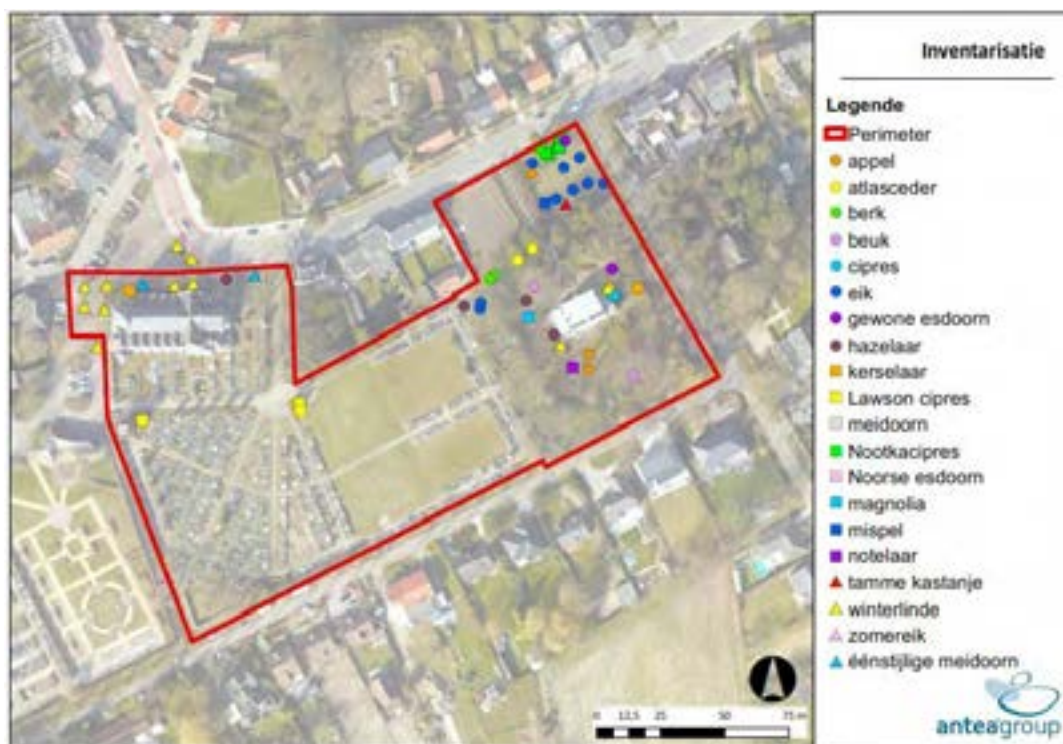 Inventarisatie
Legende
Perimeter
appel
atlasceder
berk
beuk
cipres
eik
gewone esdoorn
hazelaar
kerselaar
Lawson cipres
meidoorn
Nootkacipres
Noorse esdoorn
magnolia
mispel
notelaar
tamme kastanje
winterlinde
zomereik
éénstijlige meidoorn
0 12,5 25 50 75 m
anteagroup